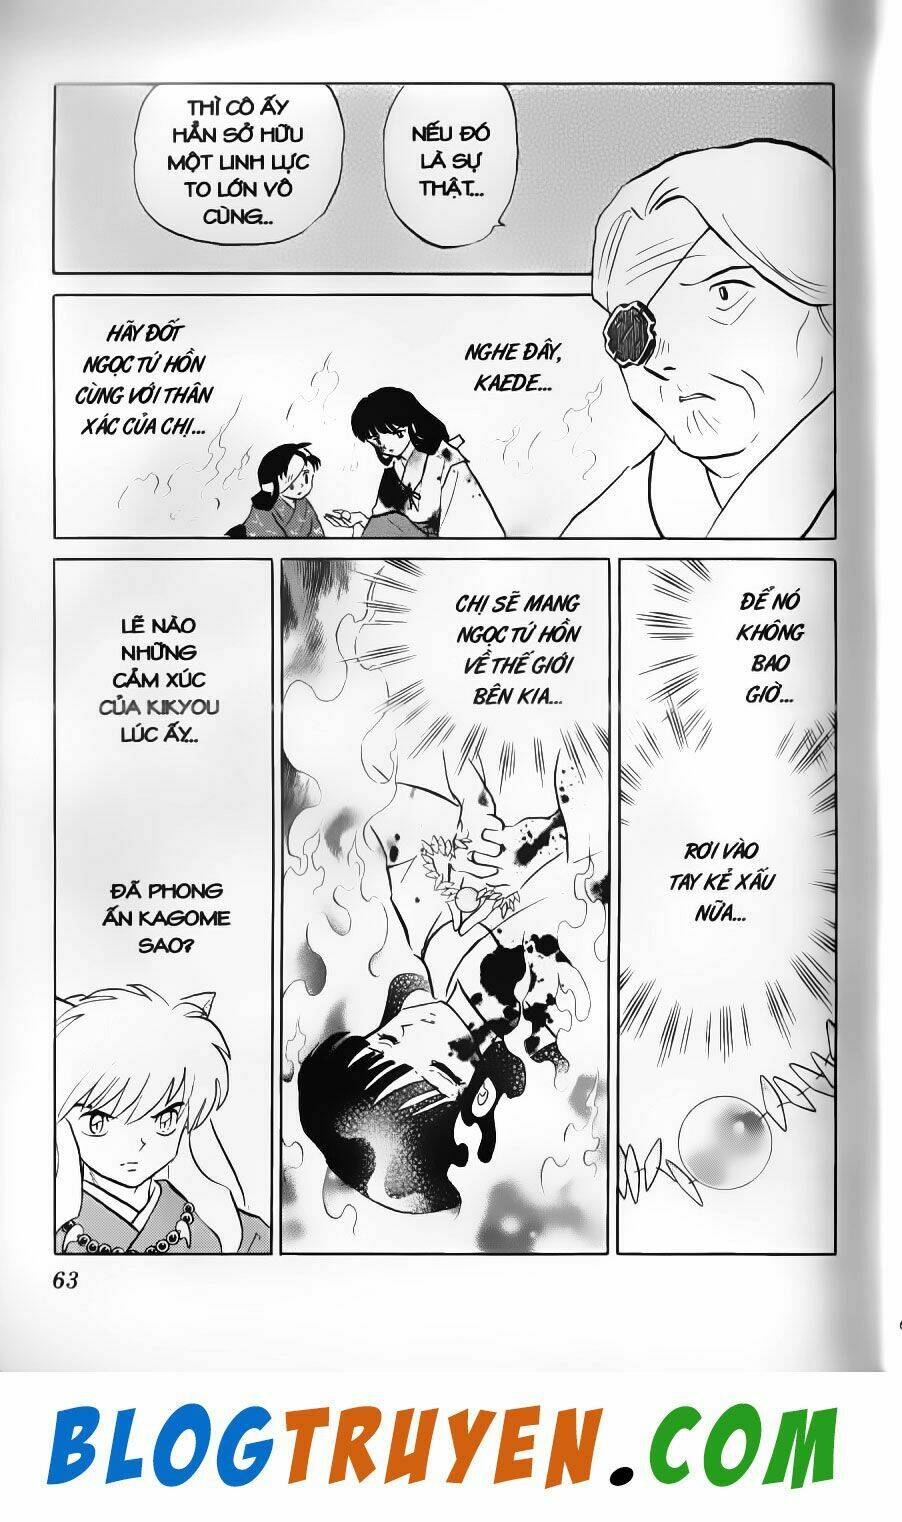 NẾU ĐÓ
LÀ SỰ
THẬT...
THÌ CÔ ẤY
HẲN SỞ HỮU
MỘT LINH LỰC
TO LỚN VÔ
CÙNG...
NGHE ĐÂY,
KAEDE...
HÃY ĐỐT
NGỌC TỨ HỒN
CÙNG VỚI THÂN
XÁC CỦA CHỊ...
ĐỂ NÓ
KHÔNG
BAO
GIỜ...
RƠI VÀO
TAY KẺ XẤU
NỮA...
CHỊ SẼ MANG
NGỌC TỨ HỒN
VỀ THẾ GIỚI
BÊN KIA...
LẼ NÀO
NHỮNG
CẢM XÚC
CỦA KIKYOU
LÚC ẤY...
ĐÃ PHONG
ẤN KAGOME
SAO?
63
BLOGTRUYEN.COM